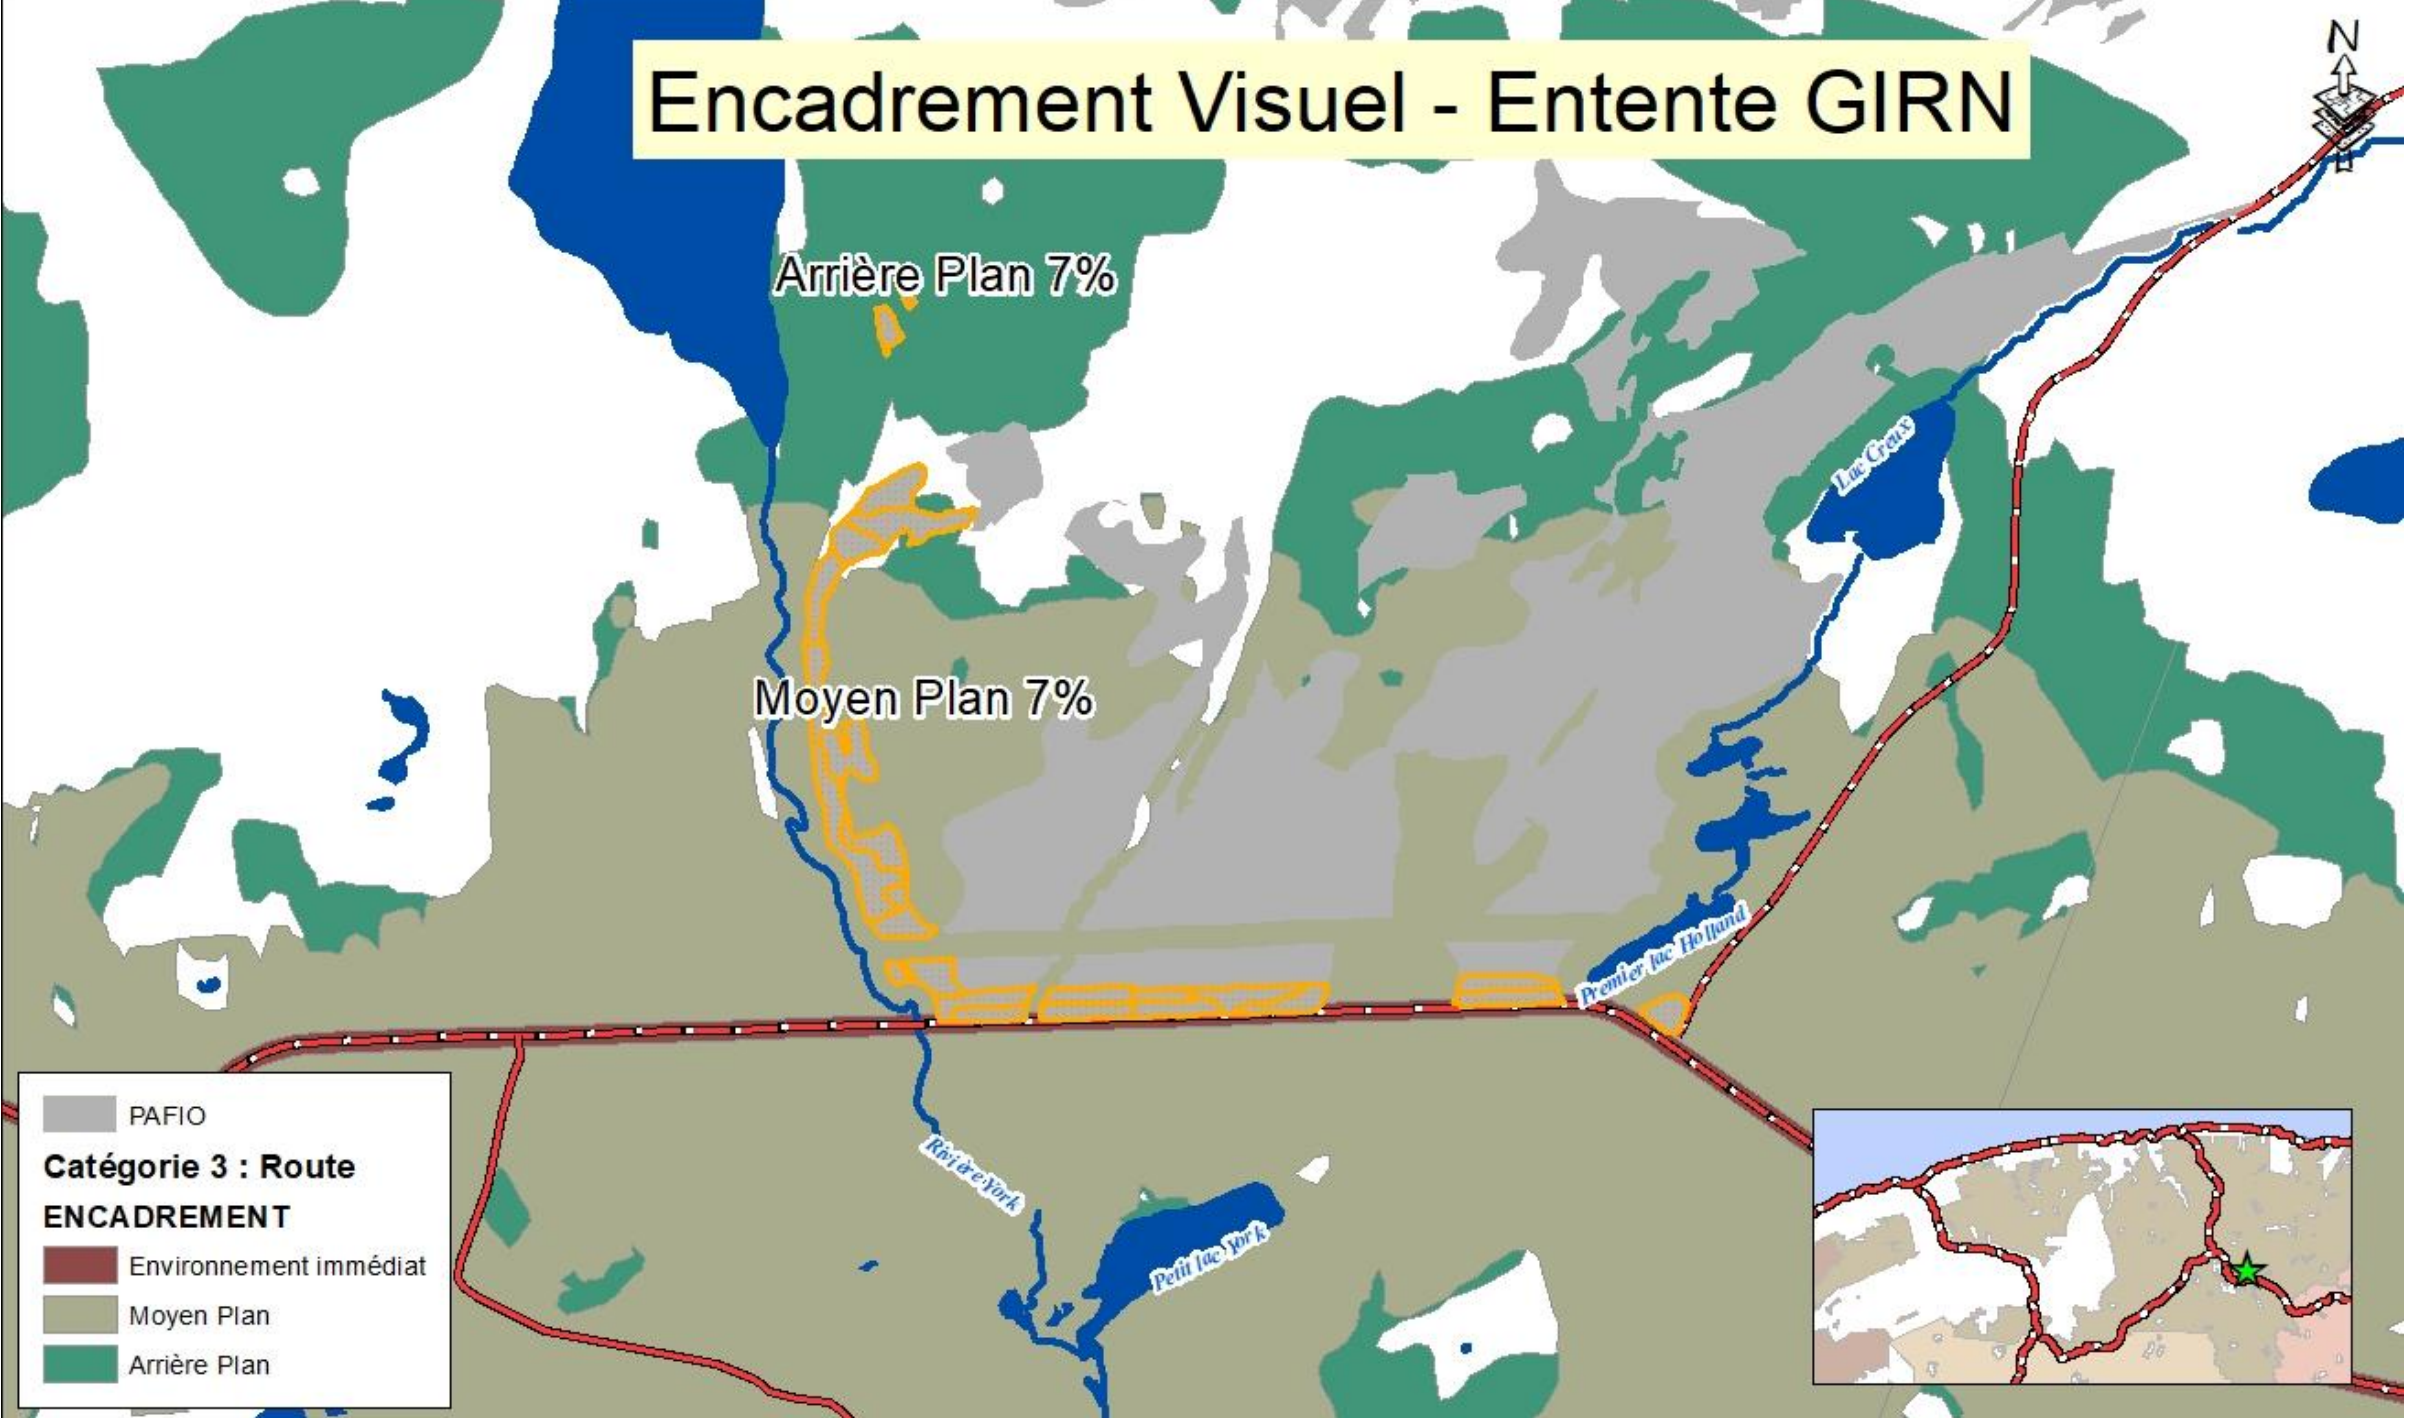 Encadrement Visuel - Entente GIRN
N
Arrière Plan 7%
Lac Creux
Moyen Plan 7%
Premier lac Holland
Rivière York
Petit lac York
PAFIO
Catégorie 3 : Route
ENCADREMENT
Environnement immédiat
Moyen Plan
Arrière Plan